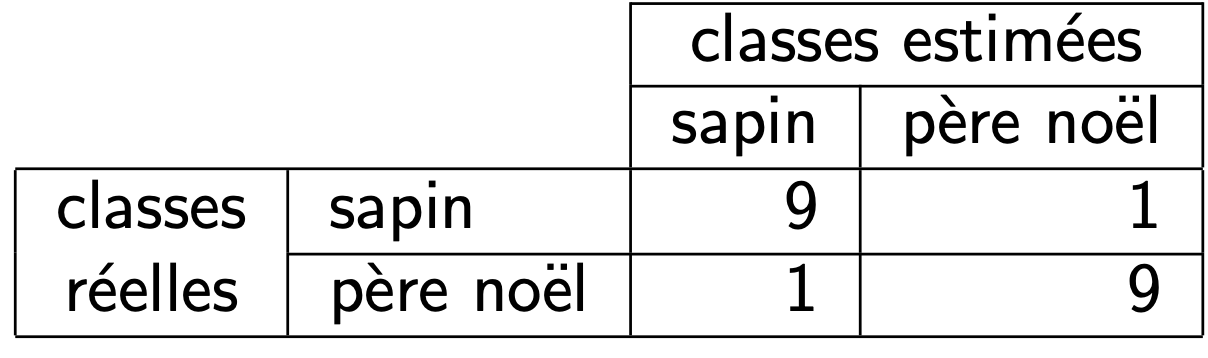 classes estimées
sapin père noël
classes sapin 9 1
réelles père noël 1 9